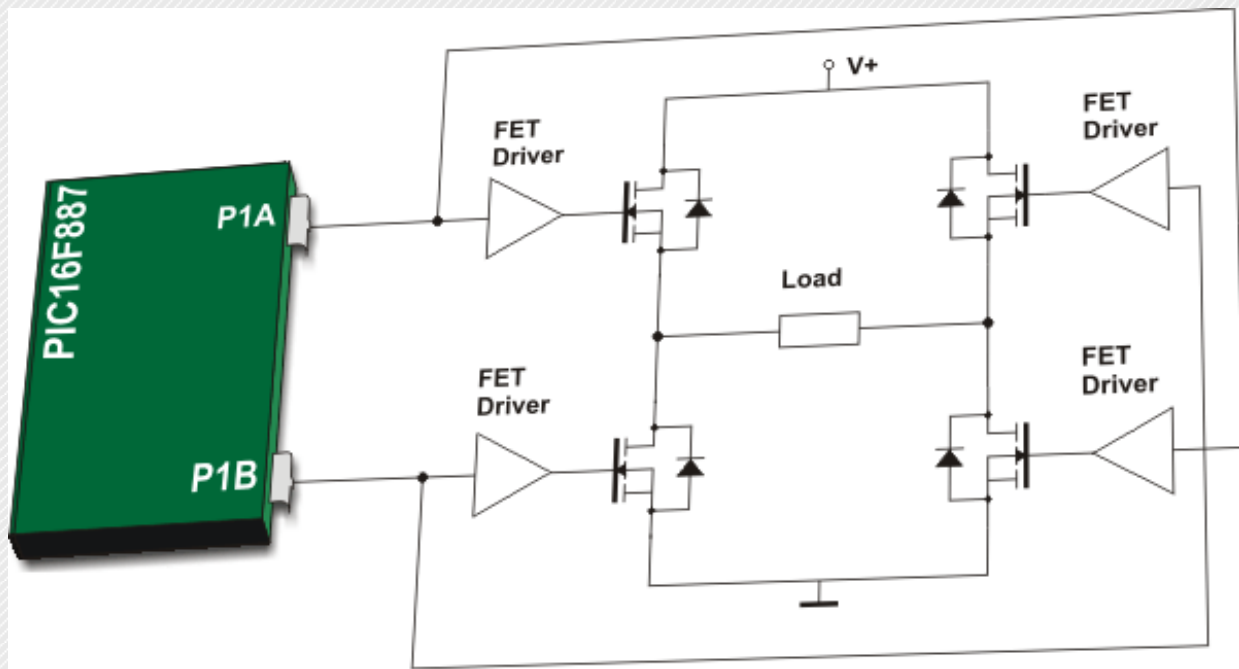 PIC16F887
P1A
P1B
FET
Driver
V+
FET
Driver
Load
FET
Driver
FET
Driver